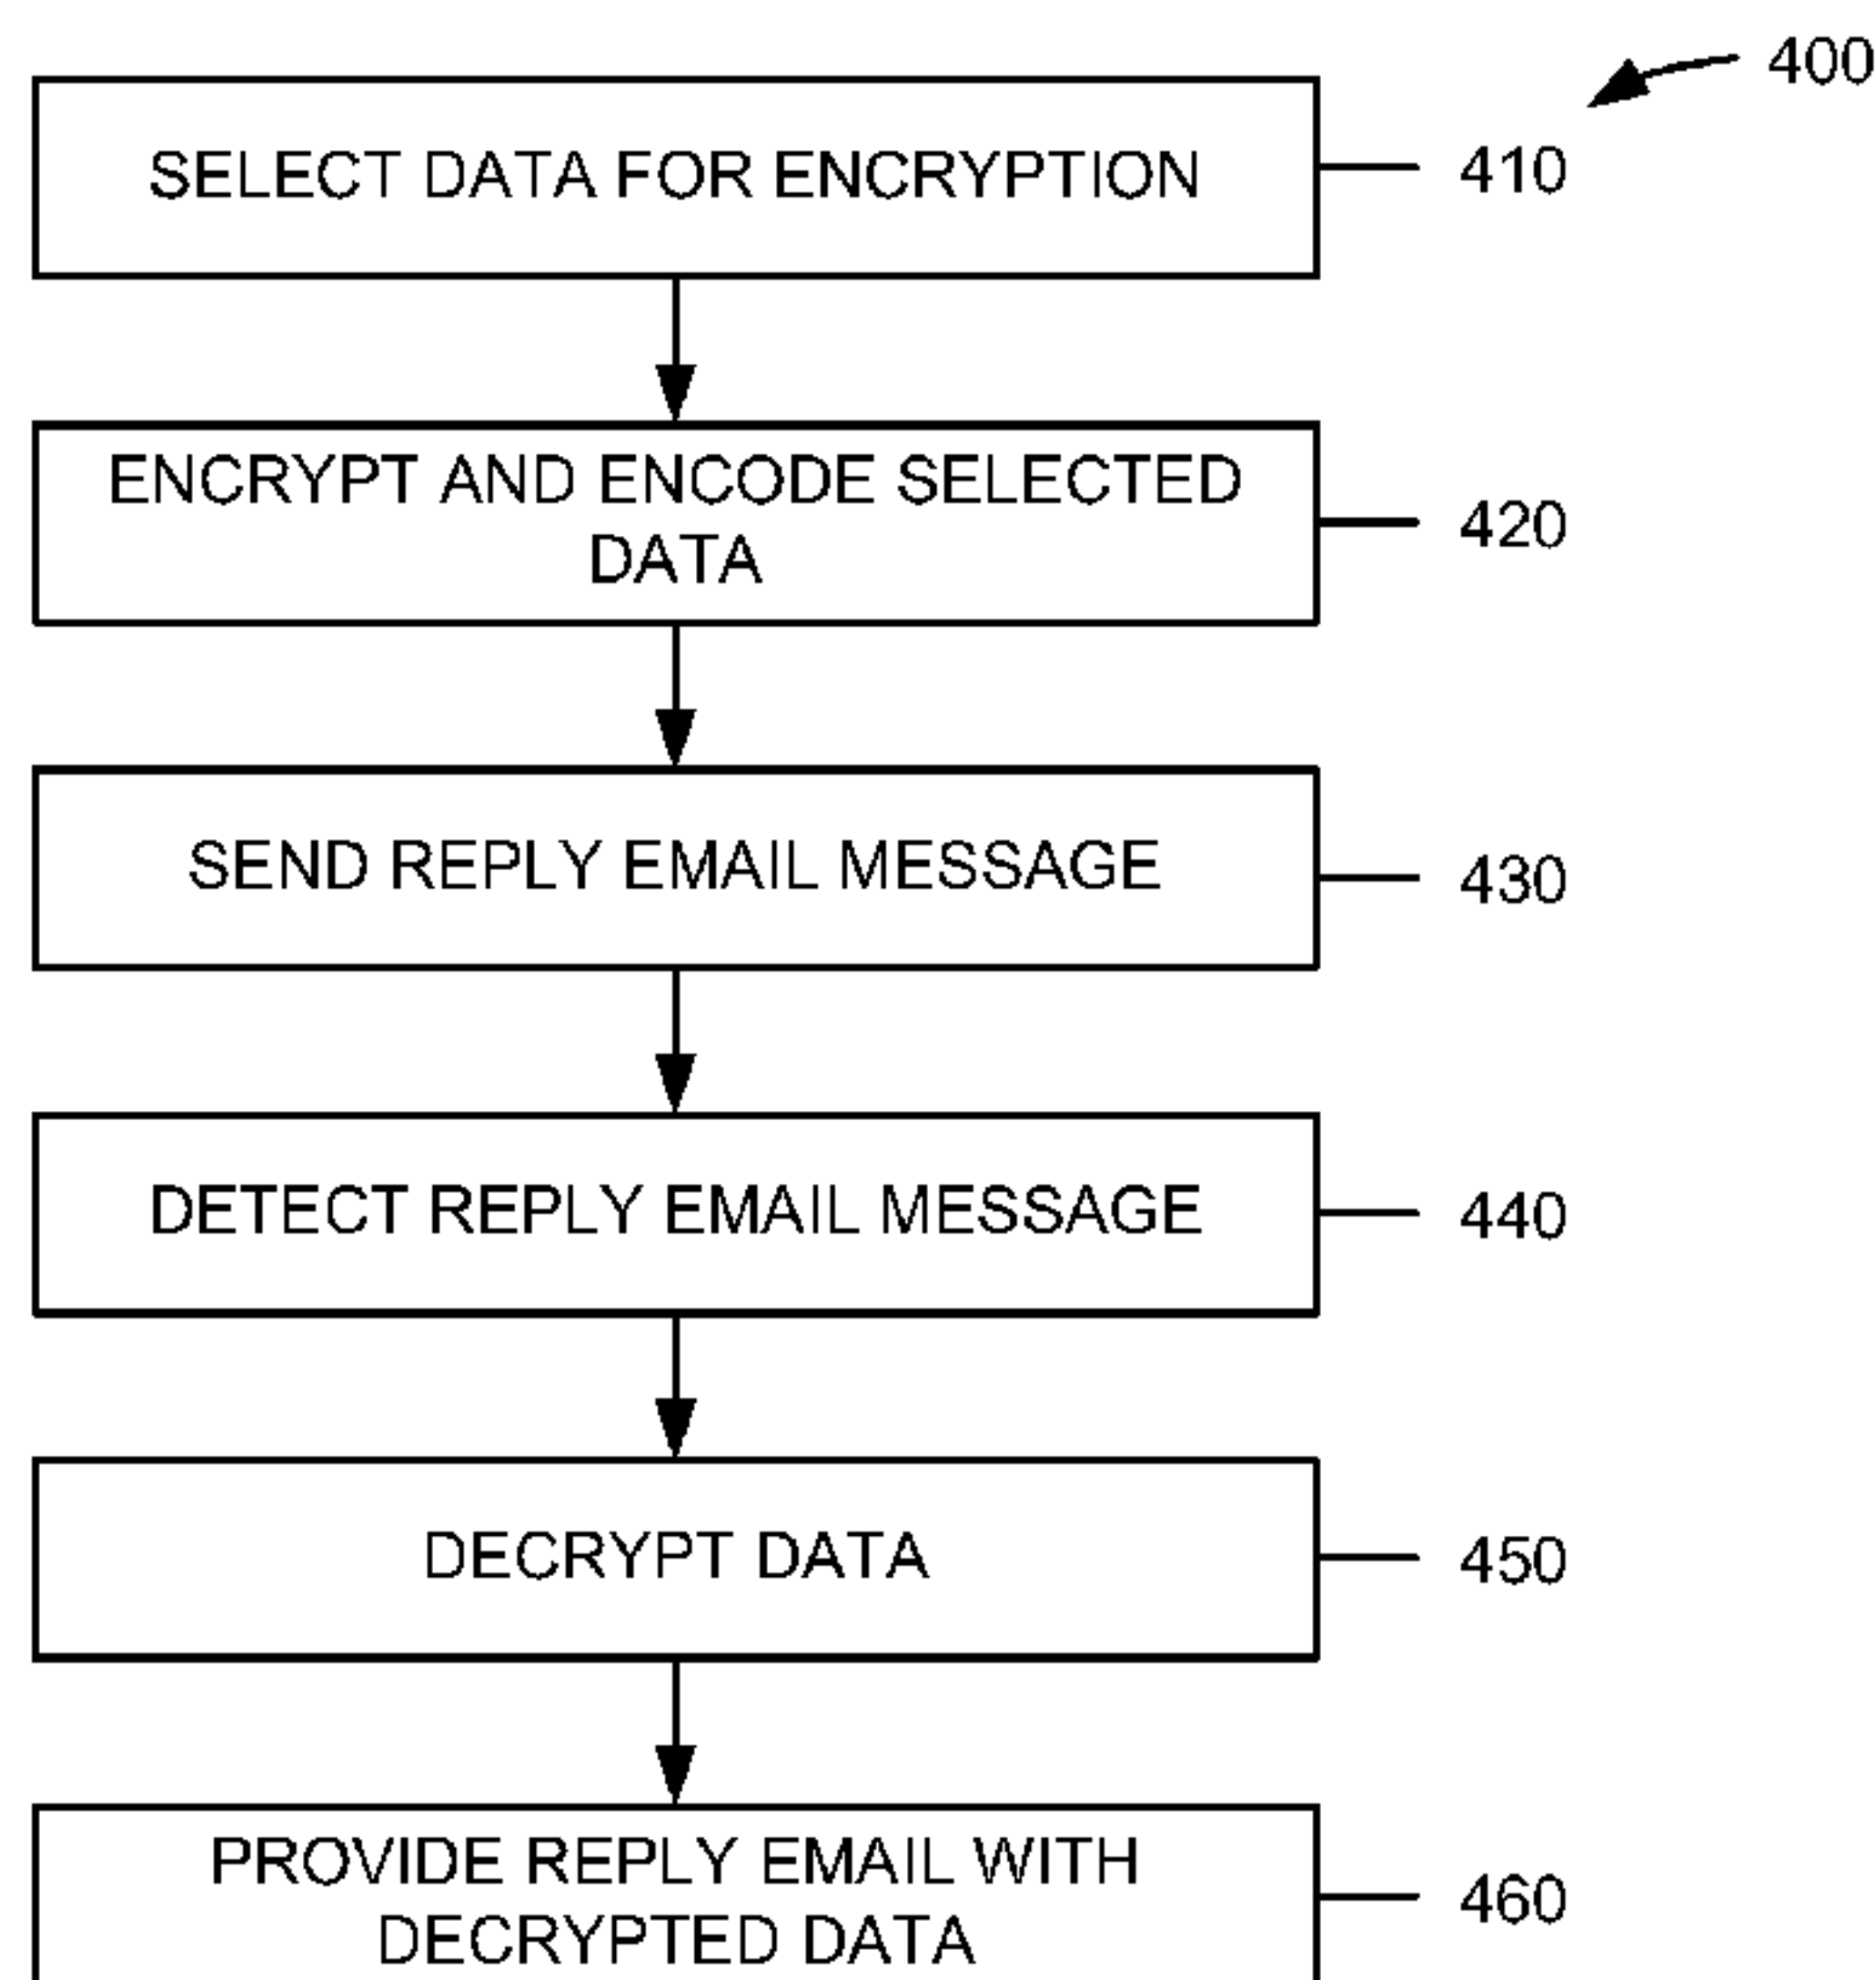 400
SELECT DATA FOR ENCRYPTION
410
ENCRYPT AND ENCODE SELECTED
DATA
420
SEND REPLY EMAIL MESSAGE
430
DETECT REPLY EMAIL MESSAGE
440
DECRYPT DATA
450
PROVIDE REPLY EMAIL WITH
DECRYPTED DATA
460